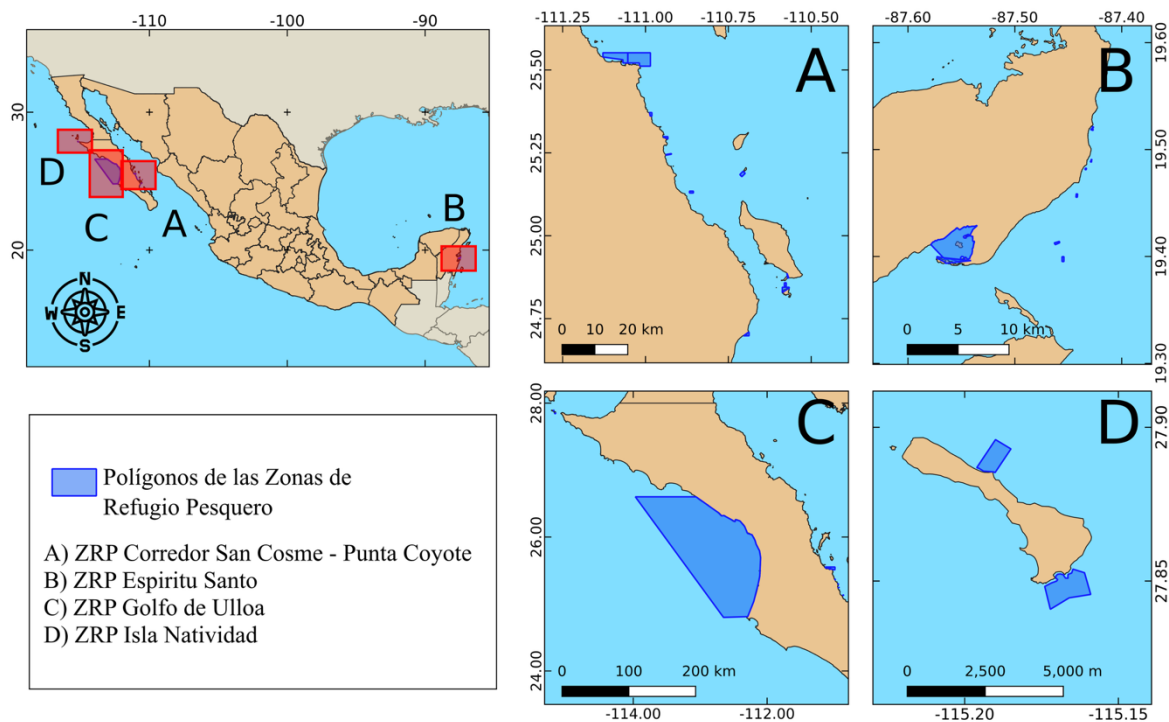 -110
-100
-90
30
20
D
C
A
B
N
W
E
S
-111.25
-111.00
-110.75
-110.50
25.50
25.25
25.00
24.75
A
0
10
20 km
-87.60
-87.50
-87.40
19.60
19.50
19.40
19.30
B
0
5
10 km
Polígonos de las Zonas de
Refugio Pesquero
A) ZRP Corredor San Cosme - Punta Coyote
B) ZRP Espiritu Santo
C) ZRP Golfo de Ulloa
D) ZRP Isla Natividad
28.00
26.00
24.00
C
0
100
200 km
-114.00
-112.00
D
27.90
27.85
0
2,500
5,000 m
-115.20
-115.15